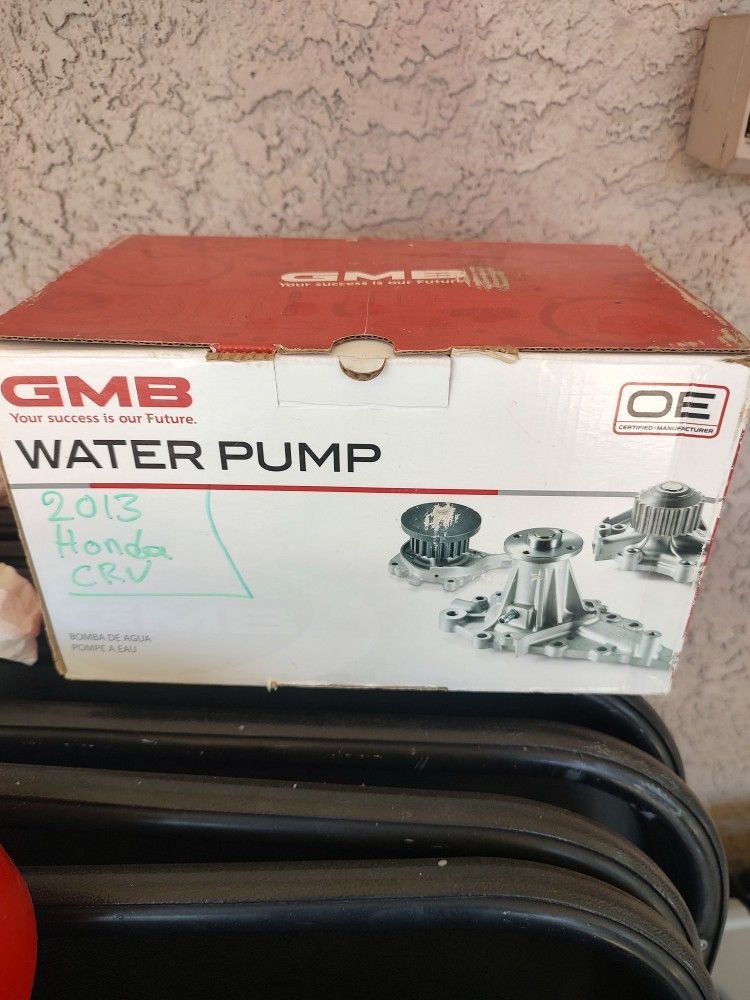 GMB
Your success is our Future.
GMB
Your success is our Future.
OE
CERTIFIED-MANUFACTURER
WATER PUMP
2013
Honda
CRV
BOMBA DE AGUA
POMPE A EAU